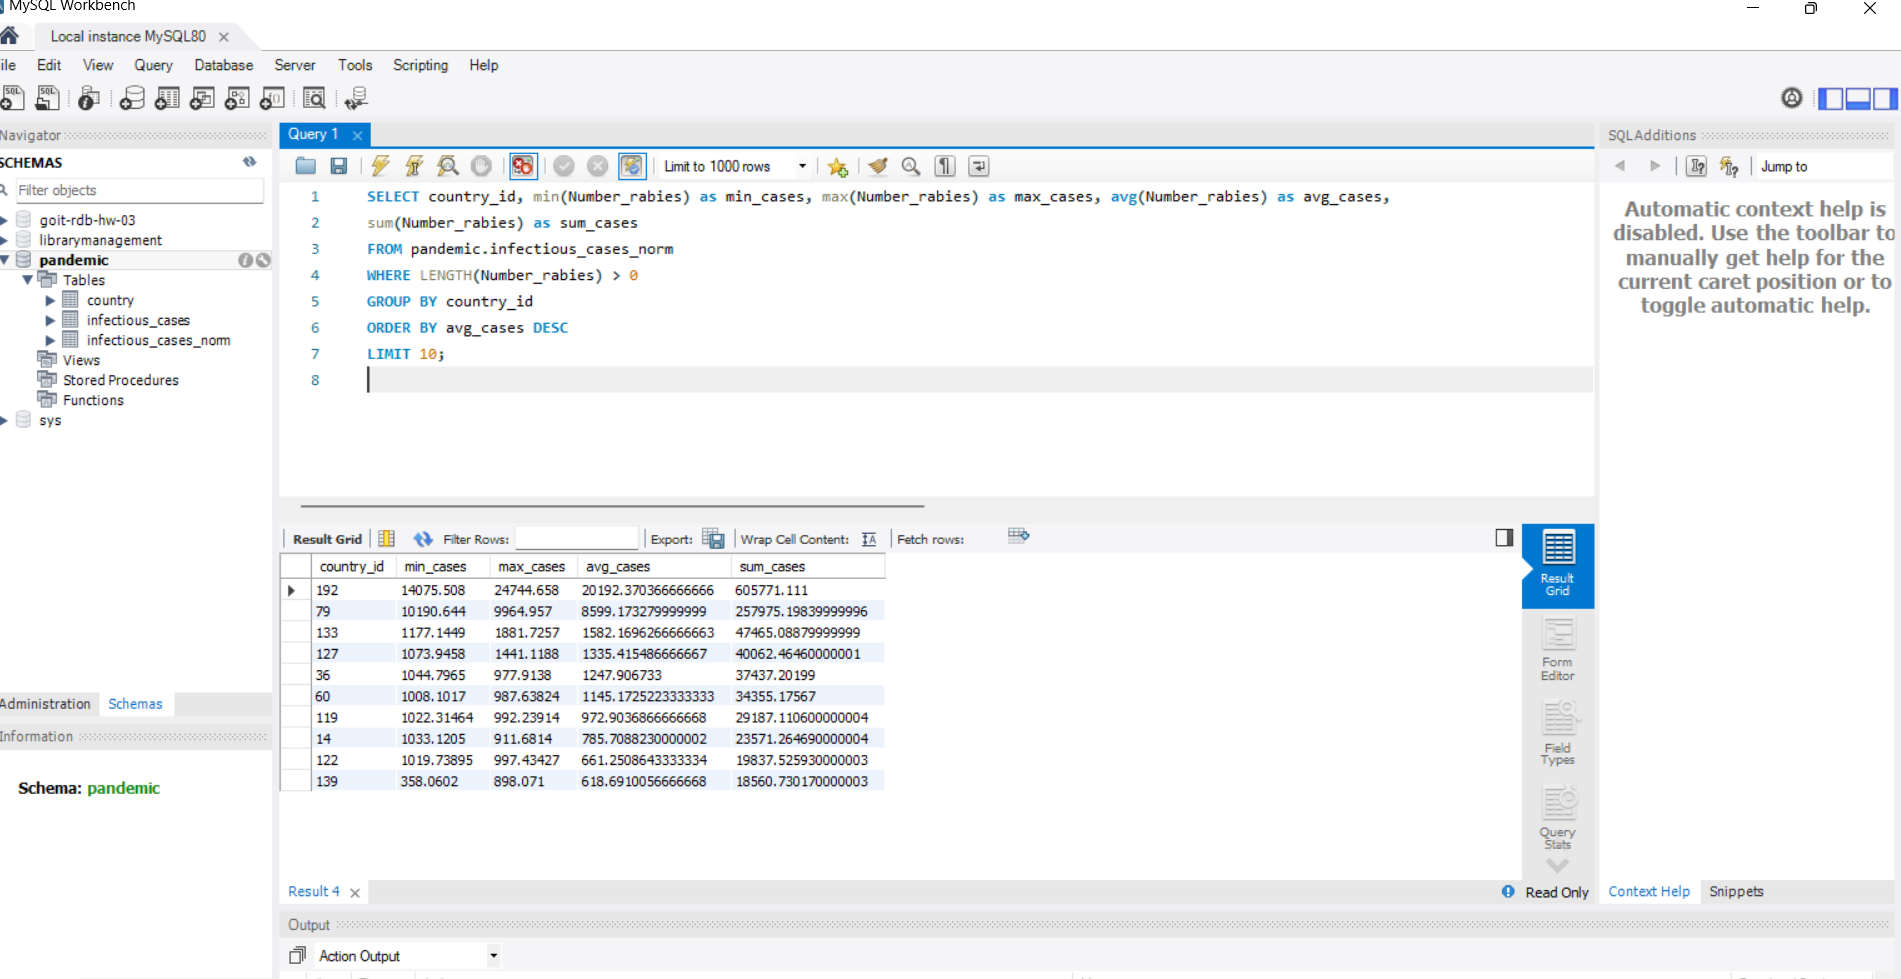 MySQL Workbench
Local instance MySQL80
ile Edit View Query Database Server Tools Scripting Help
Navigator
SCHEMAS
Filter objects
goit-rdb-hw-03
librarymanagement
pandemic
Tables
country
infectious_cases
infectious_cases_norm
Views
Stored Procedures
Functions
sys
Administration Schemas
Information
Schema: pandemic
Query 1
Limit to 1000 rows
1 SELECT country_id, min(Number_rabies) as min_cases, max(Number_rabies) as max_cases, avg(Number_rabies) as avg_cases,
2 sum(Number_rabies) as sum_cases
3 FROM pandemic.infectious_cases_norm
4 WHERE LENGTH(Number_rabies) > 0
5 GROUP BY country_id
6 ORDER BY avg_cases DESC
7 LIMIT 10;
8
Result Grid Filter Rows: Export: Wrap Cell Content: Fetch rows:
country_id min_cases max_cases avg_cases sum_cases
192 14075.508 24744.658 20192.370366666666 605771.111
79 10190.644 9964.957 8599.173279999999 257975.19839999996
133 1177.1449 1881.7257 1582.1696266666663 47465.08879999999
127 1073.9458 1441.1188 1335.415486666667 40062.46460000001
36 1044.7965 977.9138 1247.906733 37437.20199
60 1008.1017 987.63824 1145.1725223333333 34355.17567
119 1022.31464 992.23914 972.9036866666668 29187.110600000004
14 1033.1205 911.6814 785.7088230000002 23571.264690000004
122 1019.73895 997.43427 661.2508643333334 19837.525930000003
139 358.0602 898.071 618.6910056666668 18560.730170000003
Result Grid
Form Editor
Field Types
Query Stats
Result 4
Read Only
Output
Action Output
SQLAdditions
Jump to
Automatic context help is
disabled. Use the toolbar to
manually get help for the
current caret position or to
toggle automatic help.
Context Help Snippets